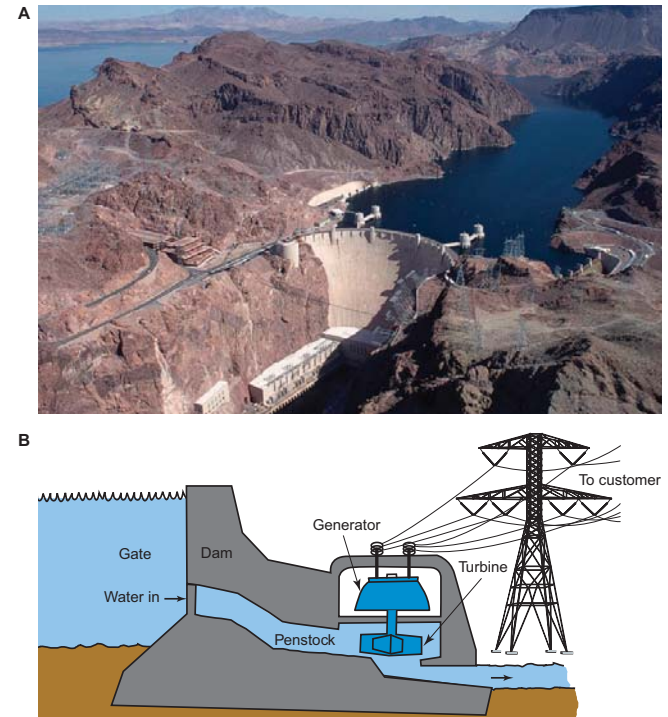 A
B
To customer
Generator
Gate
Dam
Turbine
Water in
Penstock